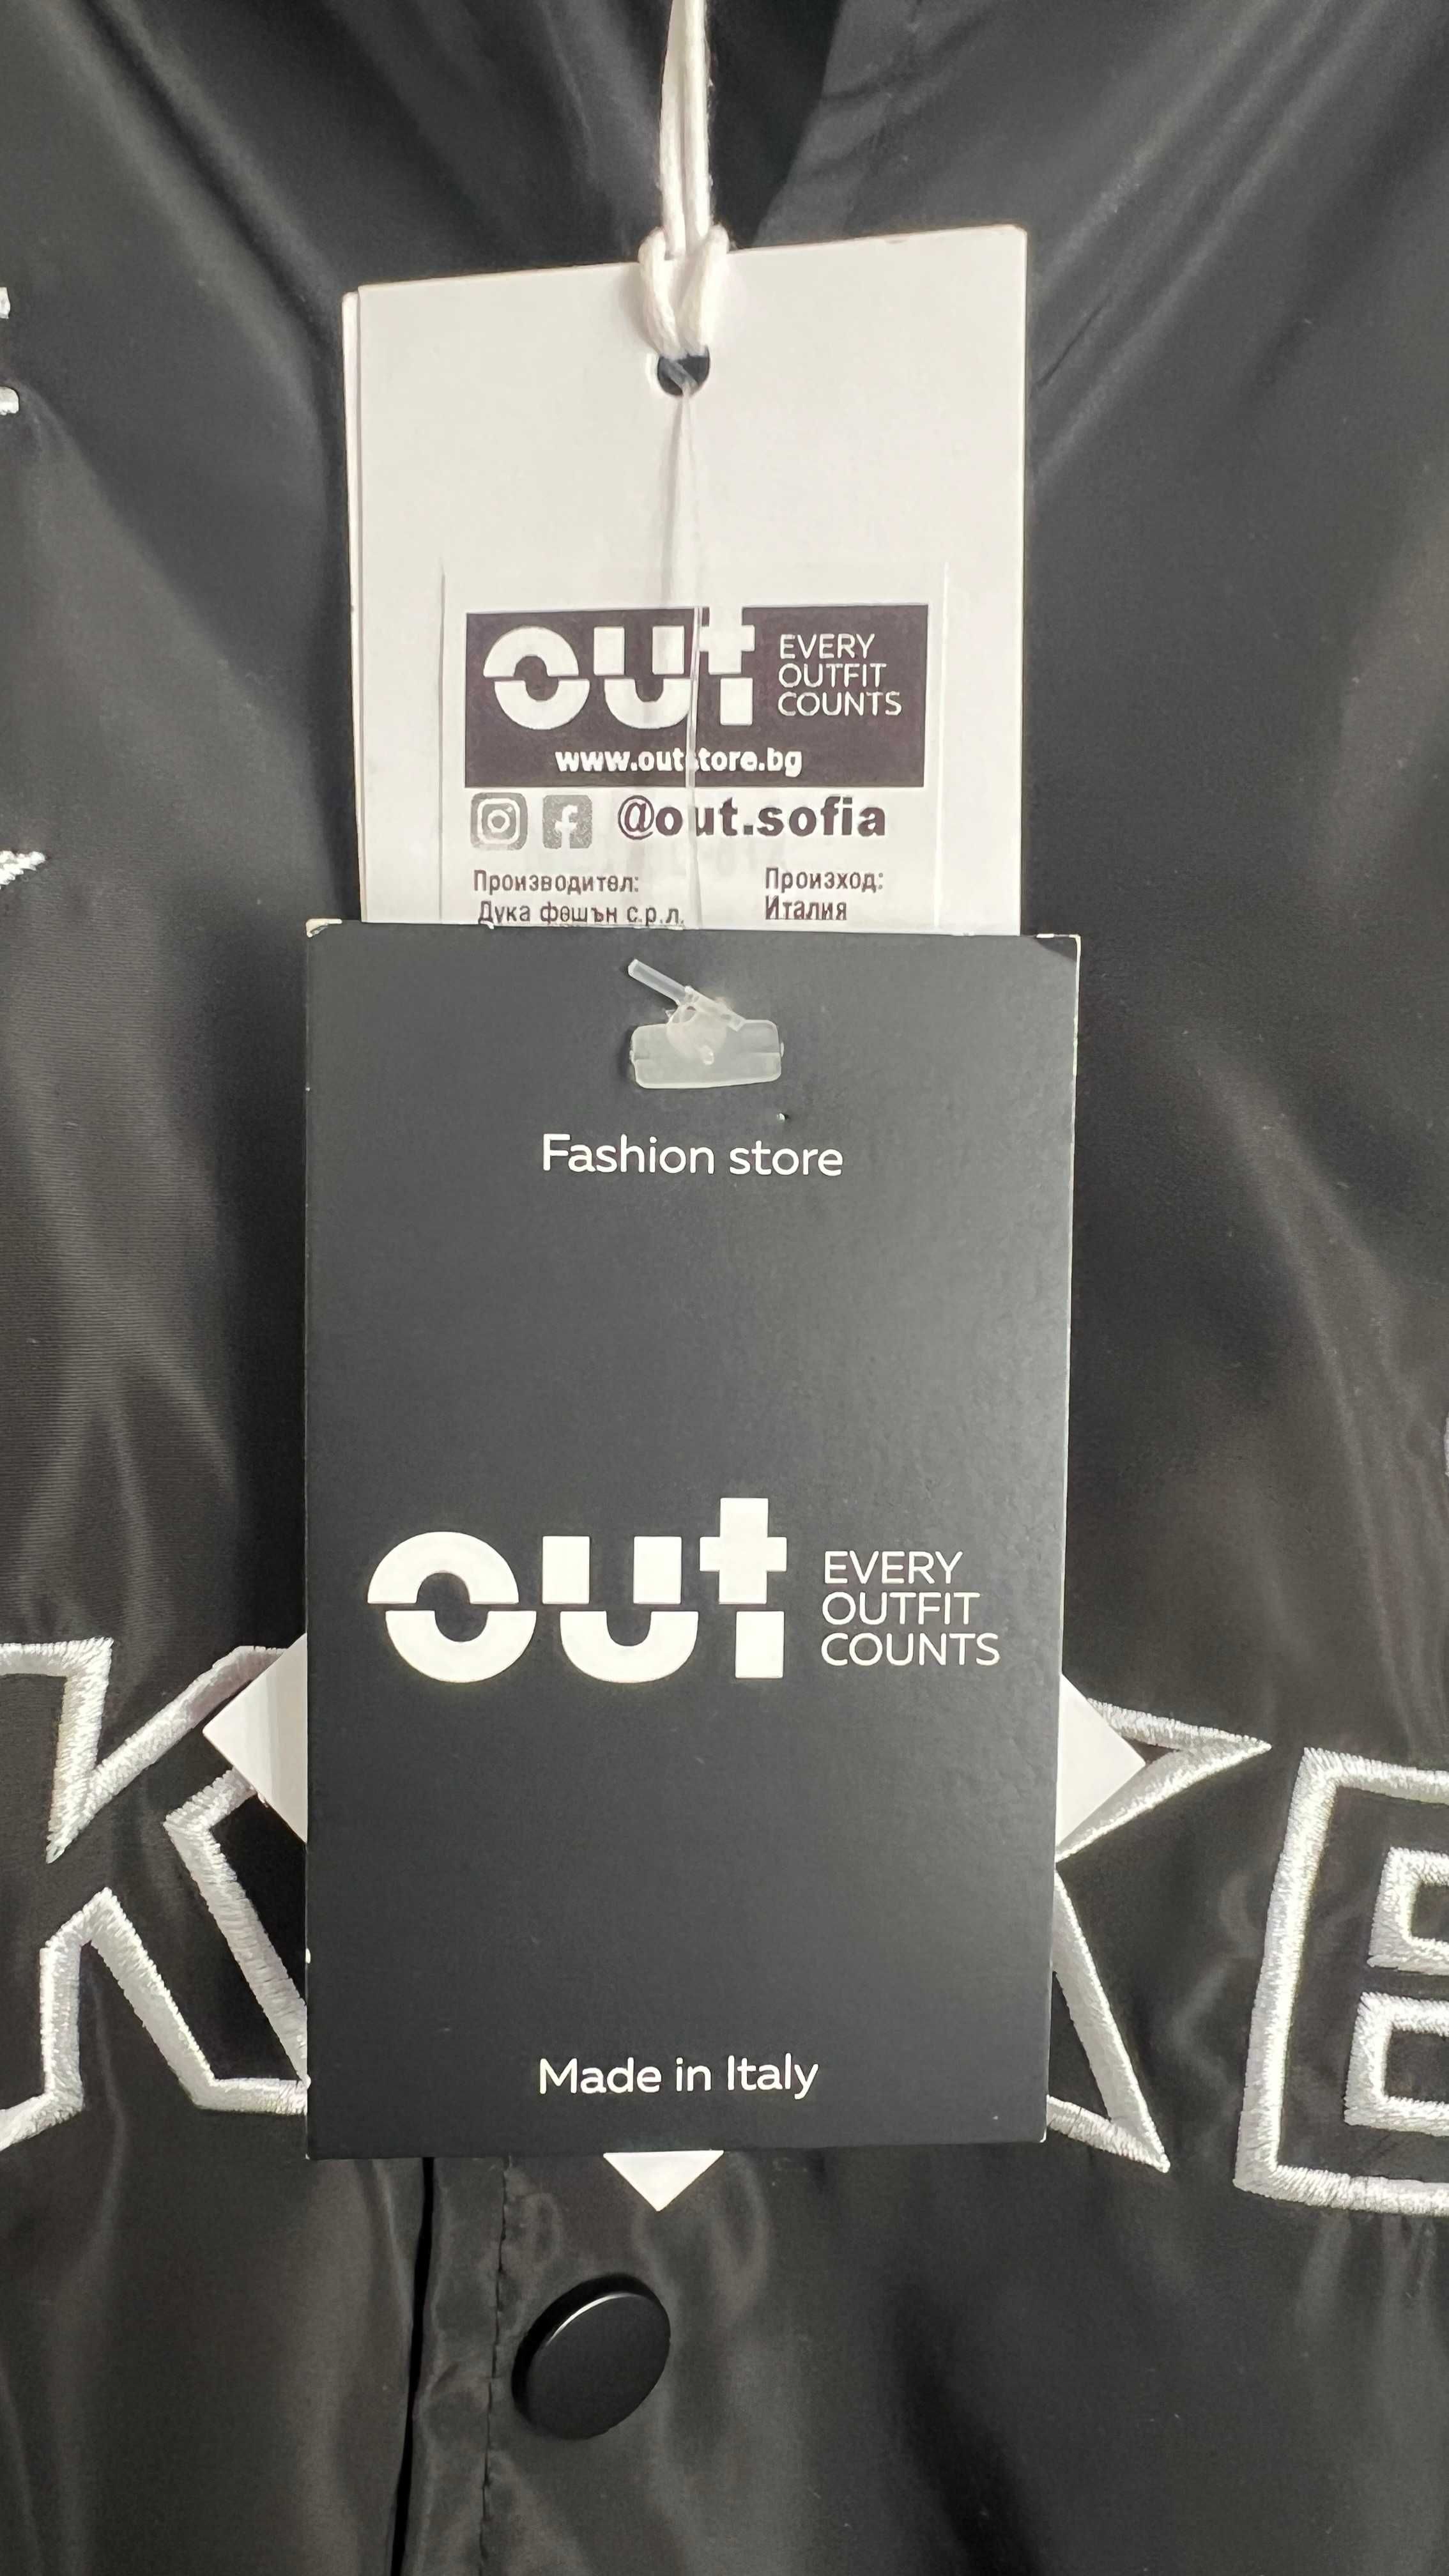 out EVERY
OUTFIT
COUNTS
www.outstore.bg
@out.sofia
Производител:
Дука фешън с.р.л.
Произход:
Италия
Fashion store
out EVERY
OUTFIT
COUNTS
Made in Italy